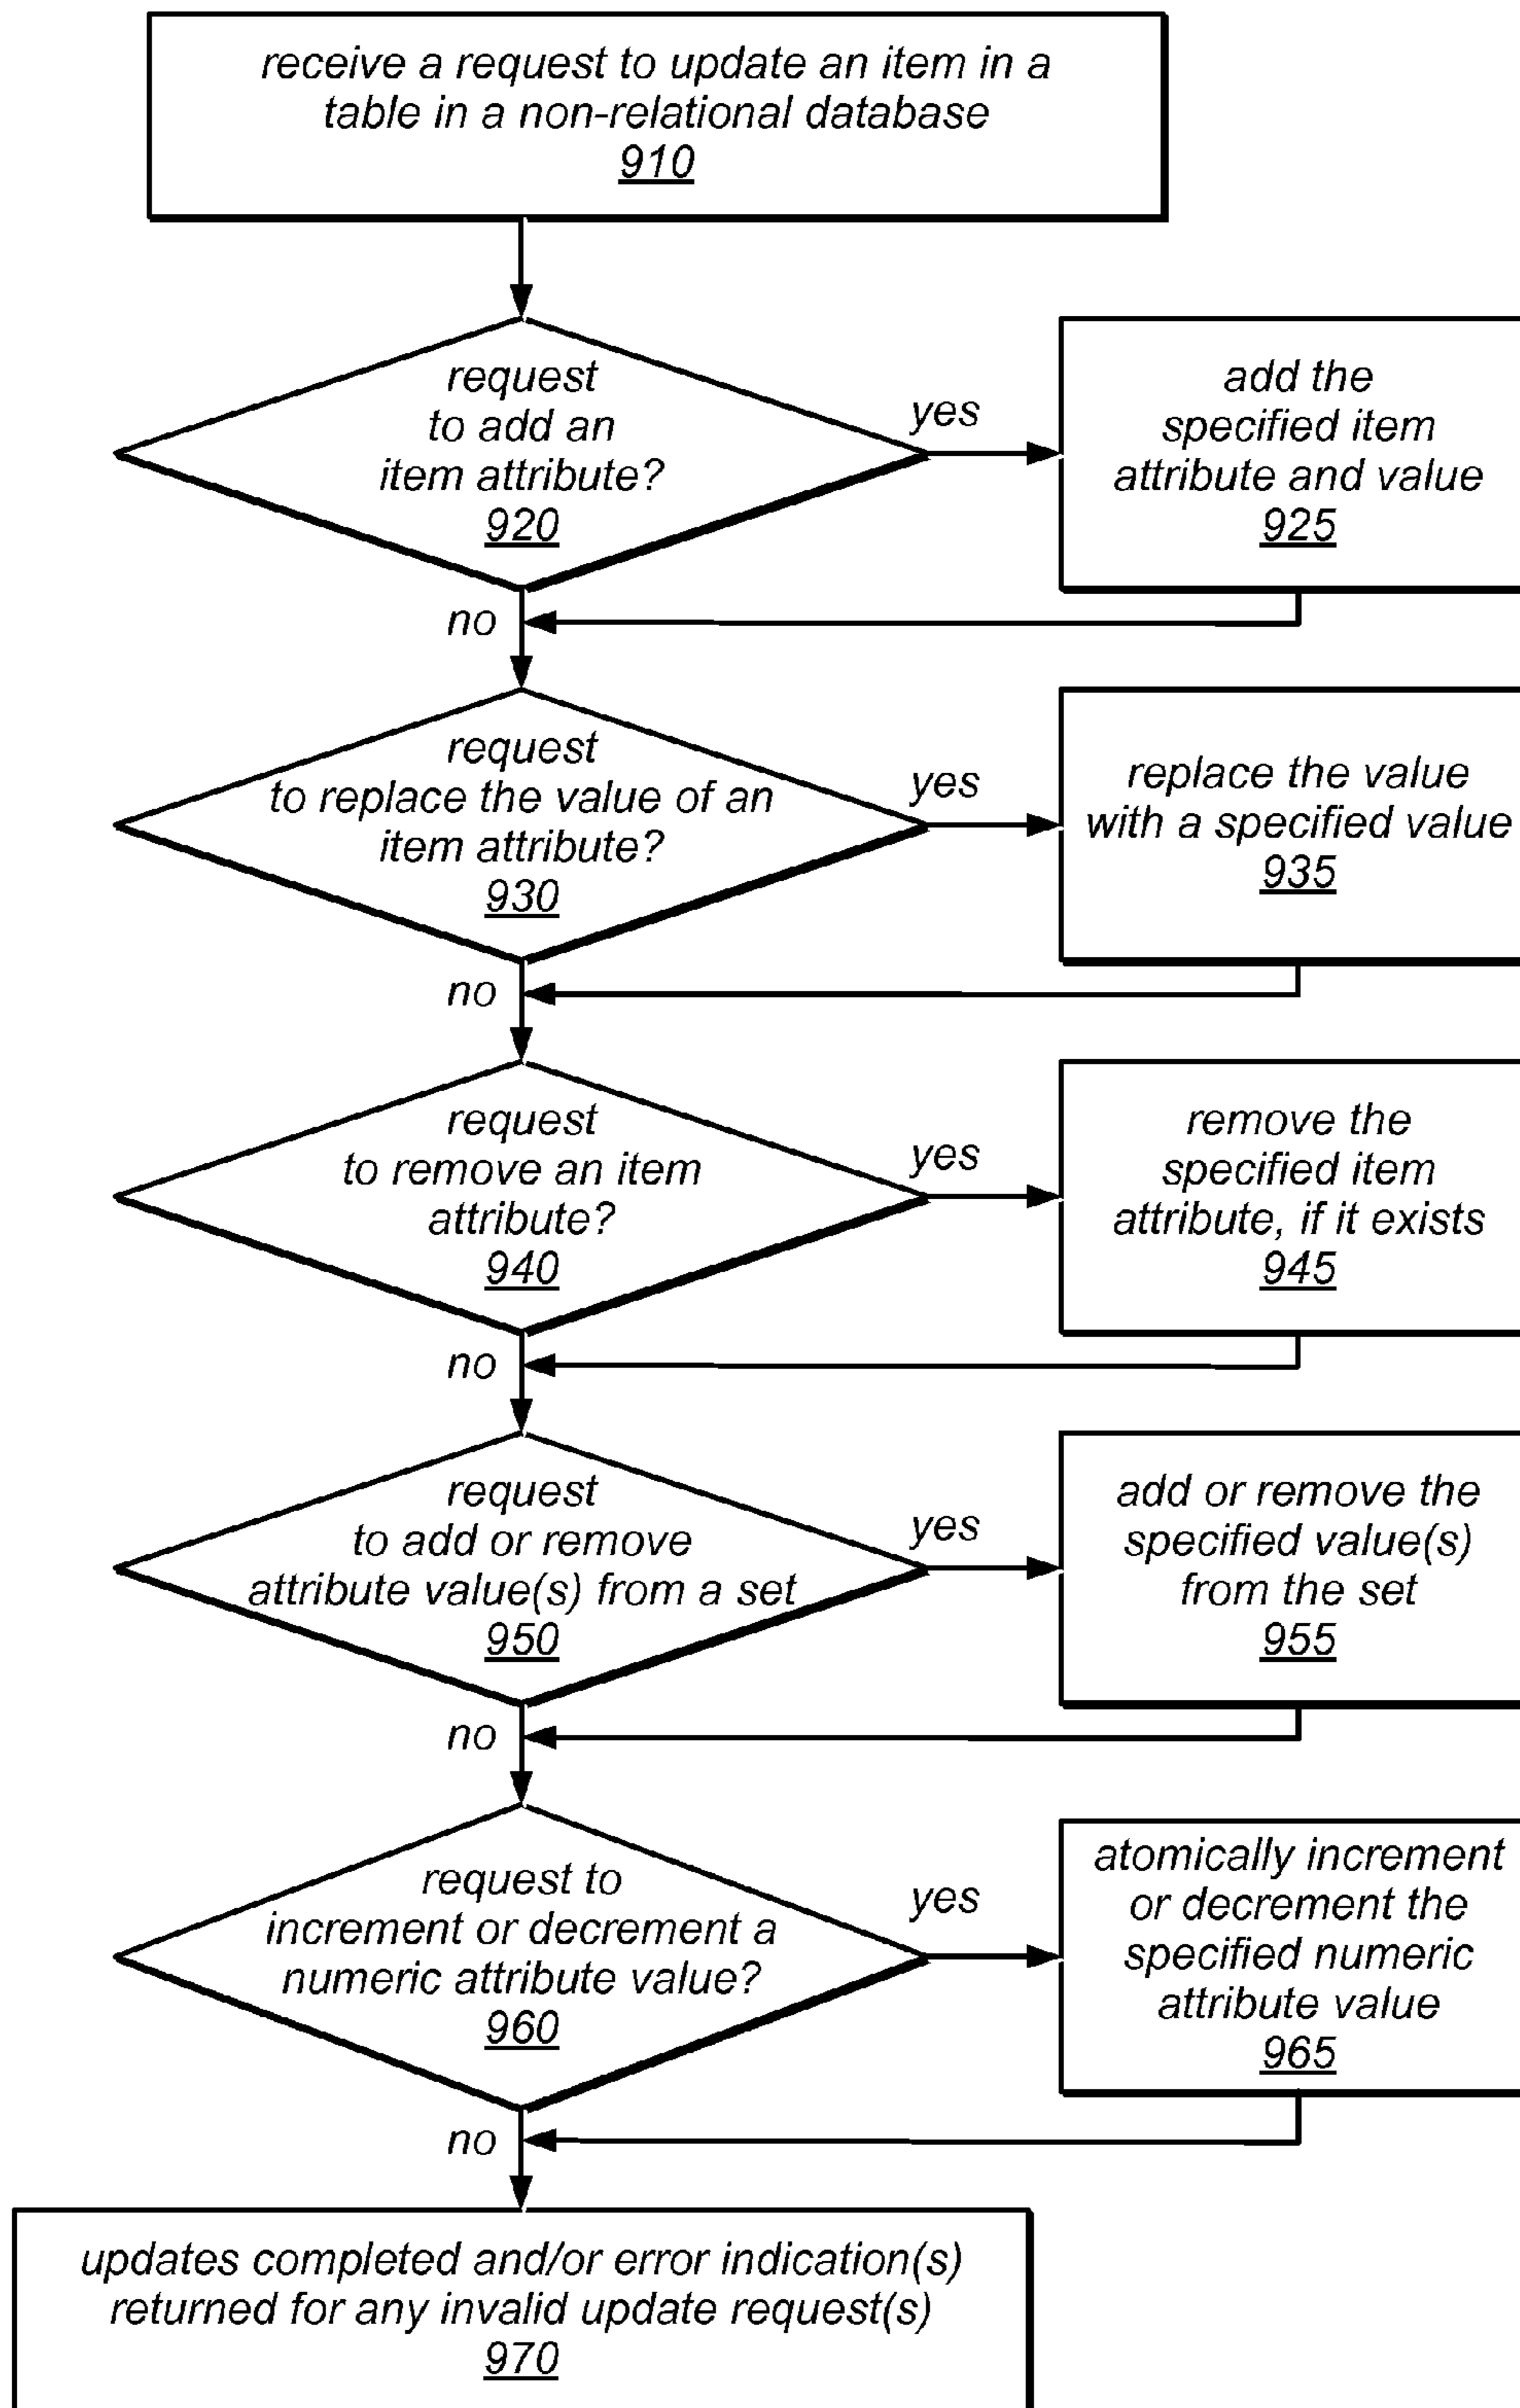 receive a request to update an item in a
table in a non-relational database
910
request
to add an
item attribute?
920
yes
add the
specified item
attribute and value
925
no
request
to replace the value of an
item attribute?
930
yes
replace the value
with a specified value
935
no
request
to remove an item
attribute?
940
yes
remove the
specified item
attribute, if it exists
945
no
request
to add or remove
attribute value(s) from a set
950
yes
add or remove the
specified value(s)
from the set
955
no
request to
increment or decrement a
numeric attribute value?
960
yes
atomically increment
or decrement the
specified numeric
attribute value
965
no
updates completed and/or error indication(s)
returned for any invalid update request(s)
970